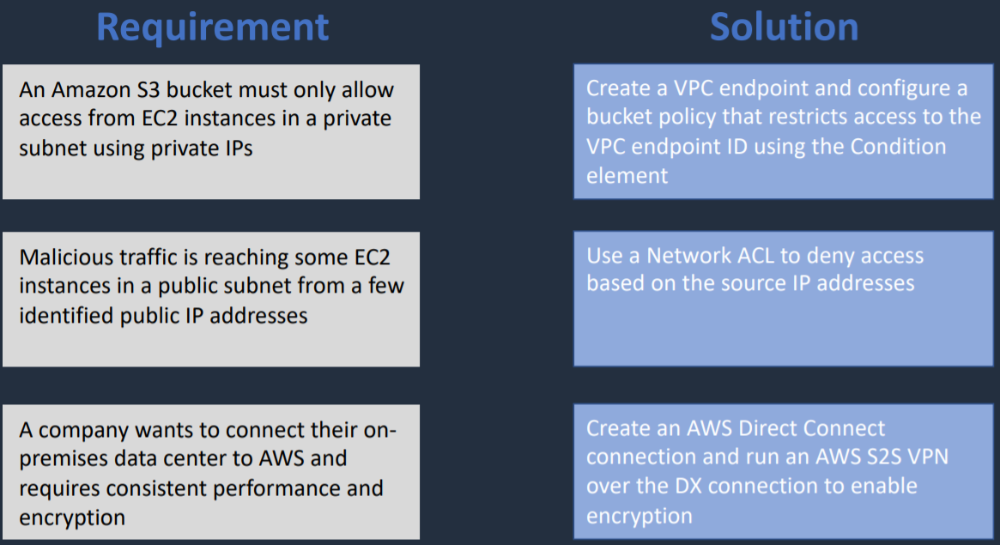 Requirement
Solution
An Amazon S3 bucket must only allow
access from EC2 instances in a private
subnet using private IPs
Create a VPC endpoint and configure a
bucket policy that restricts access to the
VPC endpoint ID using the Condition
element
Malicious traffic is reaching some EC2
instances in a public subnet from a few
identified public IP addresses
Use a Network ACL to deny access
based on the source IP addresses
A company wants to connect their on-
premises data center to AWS and
requires consistent performance and
encryption
Create an AWS Direct Connect
connection and run an AWS S2S VPN
over the DX connection to enable
encryption